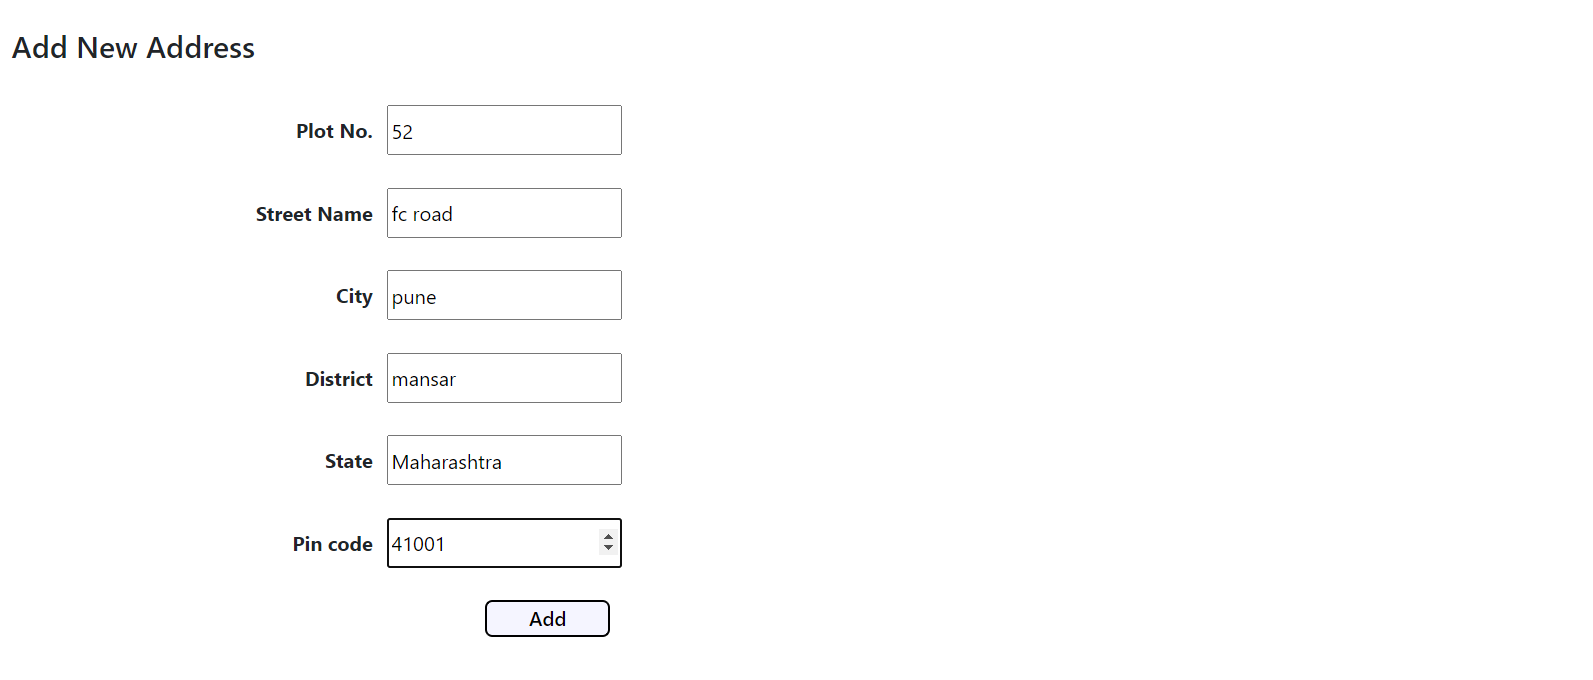 Add New Address
Plot No. 52
Street Name fc road
City pune
District mansar
State Maharashtra
Pin code 41001
Add